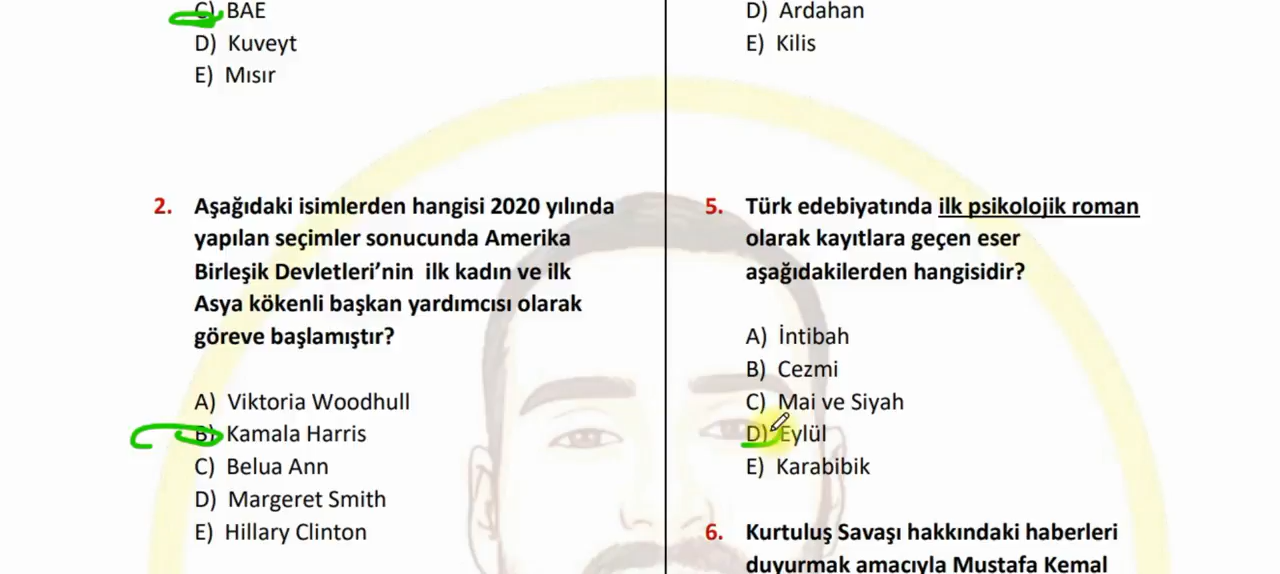 C) BAE
D) Kuveyt
E) Mısır
2. Aşağıdaki isimlerden hangisi 2020 yılında
yapılan seçimler sonucunda Amerika
Birleşik Devletleri’nin ilk kadın ve ilk
Asya kökenli başkan yardımcısı olarak
göreve başlamıştır?
A) Viktoria Woodhull
B) Kamala Harris
C) Belua Ann
D) Margeret Smith
E) Hillary Clinton
D) Ardahan
E) Kilis
5. Türk edebiyatında ilk psikolojik roman
olarak kayıtlara geçen eser
aşağıdakilerden hangisidir?
A) İntibah
B) Cezmi
C) Mai ve Siyah
D) Eylül
E) Karabibik
6. Kurtuluş Savaşı hakkındaki haberleri
duyurmak amacıyla Mustafa Kemal